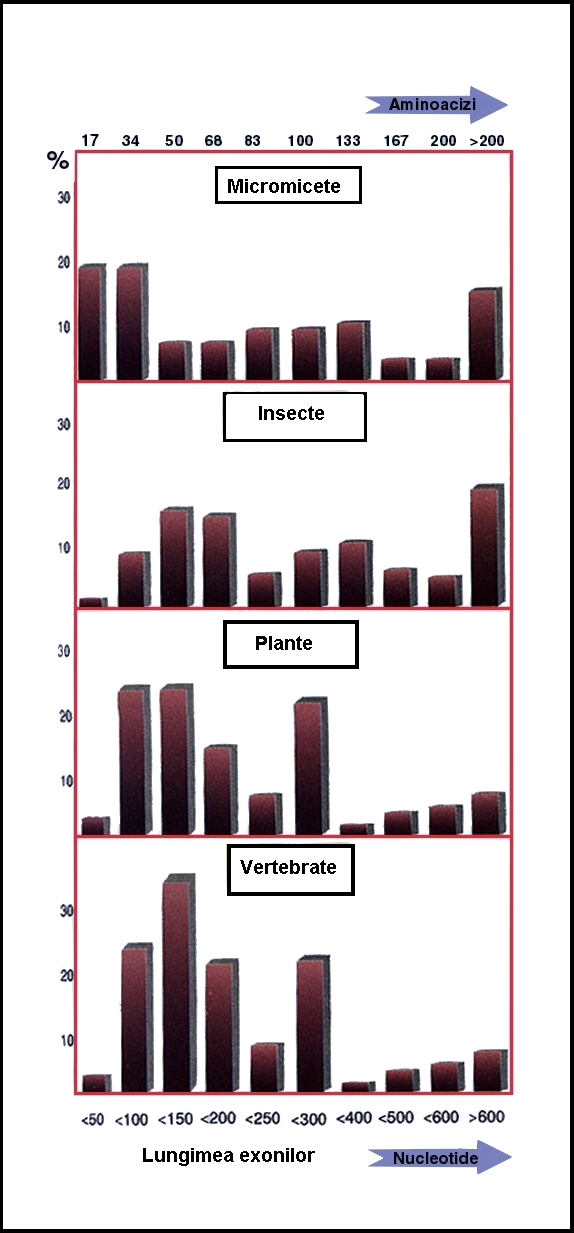 Aminoacizi
17 34 50 68 83 100 133 167 200 >200
%
Micromicete
30
20
10
Insecte
30
20
10
Plante
30
20
10
Vertebrate
30
20
10
<50 <100 <150 <200 <250 <300 <400 <500 <600 >600
Lungimea exonilor
Nucleotide